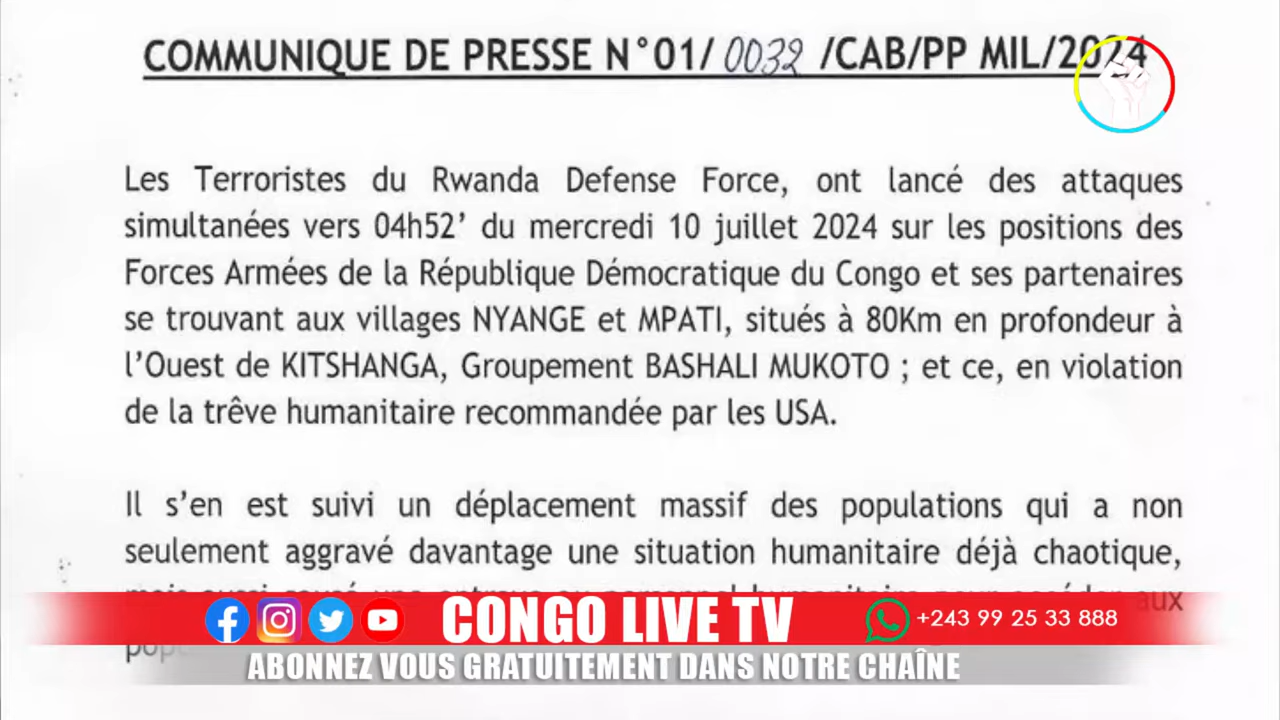 COMMUNIQUE DE PRESSE N°01/ 0032 /CAB/PP MIL/2024
Les Terroristes du Rwanda Defense Force, ont lancé des attaques
simultanées vers 04h52’ du mercredi 10 juillet 2024 sur les positions des
Forces Armées de la République Démocratique du Congo et ses partenaires
se trouvant aux villages NYANGE et MPATI, situés à 80Km en profondeur à
l’Ouest de KITSHANGA, Groupement BASHALI MUKOTO ; et ce, en violation
de la trêve humanitaire recommandée par les USA.
Il s’en est suivi un déplacement massif des populations qui a non
seulement aggravé davantage une situation humanitaire déjà chaotique,
aux
CONGO LIVE TV
+243 99 25 33 888
ABONNEZ VOUS GRATUITEMENT DANS NOTRE CHAÎNE